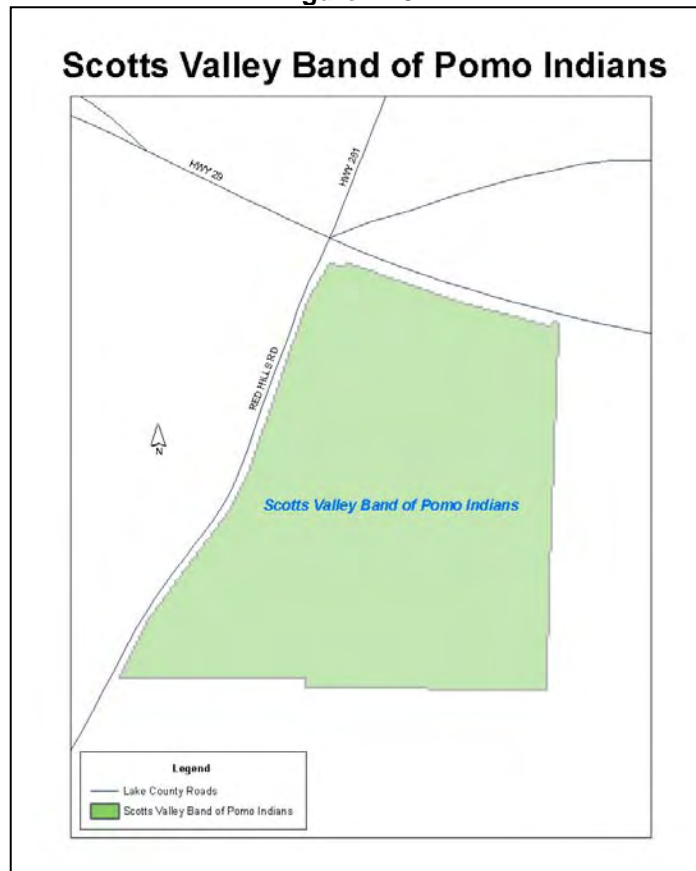 Scotts Valley Band of Pomo Indians
HWY 29
HWY 281
RED HILLS RD
N
Scotts Valley Band of Pomo Indians
Legend
Lake County Roads
Scotts Valley Band of Pomo Indians